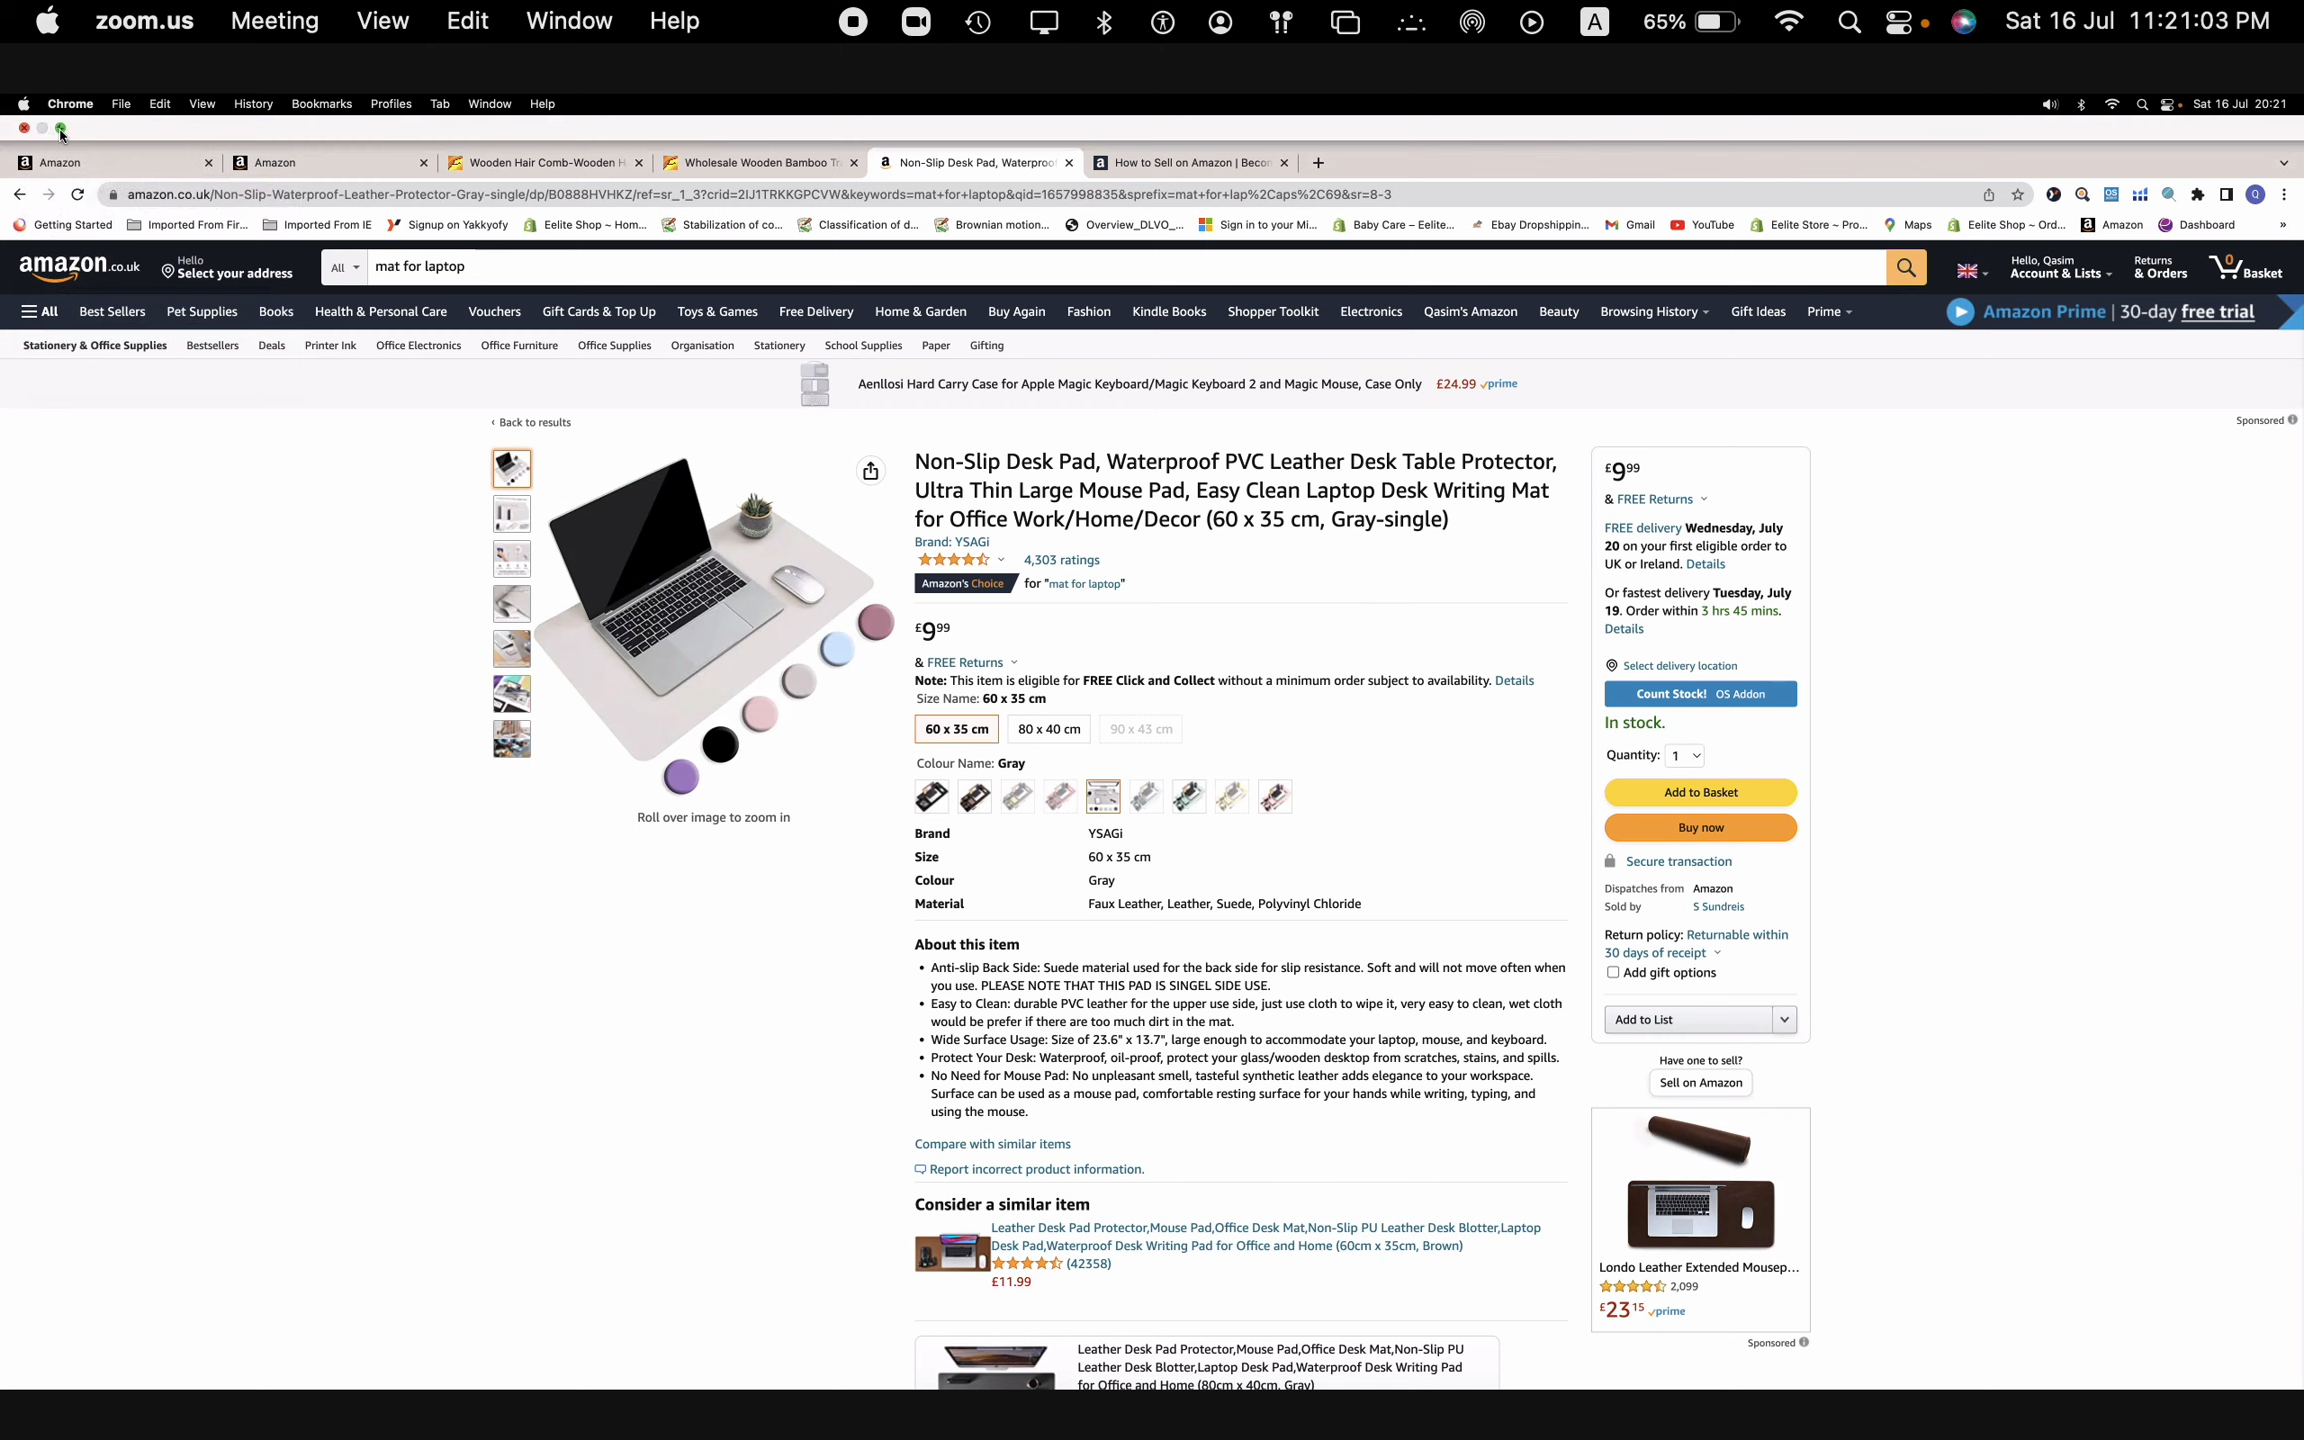 zoom.us Meeting View Edit Window Help A 65% Sat 16 Jul 11:21:03 PM
Chrome File Edit View History Bookmarks Profiles Tab Window Help Sat 16 Jul 20:21
Amazon Amazon Wooden Hair Comb-Wooden H Wholesale Wooden Bamboo Tr Non-Slip Desk Pad, Waterproof How to Sell on Amazon | Becon
amazon.co.uk/Non-Slip-Waterproof-Leather-Protector-Gray-single/dp/B0888HVHKZ/ref=sr_1_3?crid=2IJ1TRKKGPCVW&keywords=mat+for+laptop&qid=1657998835&sprefix=mat+for+lap%2Caps%2C69&sr=8-3
Getting Started Imported From Fir... Imported From IE Signup on Yakkyofy Eelite Shop ~ Hom... Stabilization of co... Classification of d... Brownian motion... Overview_DLVO_... Sign in to your Mi... Baby Care – Eelite... Ebay Dropshippin... Gmail YouTube Eelite Store ~ Pro... Maps Eelite Shop ~ Ord... Amazon Dashboard »
amazon.co.uk Hello Select your address All mat for laptop Hello, Qasim Account & Lists Returns & Orders 0 Basket
All Best Sellers Pet Supplies Books Health & Personal Care Vouchers Gift Cards & Top Up Toys & Games Free Delivery Home & Garden Buy Again Fashion Kindle Books Shopper Toolkit Electronics Qasim's Amazon Beauty Browsing History Gift Ideas Prime Amazon Prime | 30-day free trial
Stationery & Office Supplies Bestsellers Deals Printer Ink Office Electronics Office Furniture Office Supplies Organisation Stationery School Supplies Paper Gifting
Aenllosi Hard Carry Case for Apple Magic Keyboard/Magic Keyboard 2 and Magic Mouse, Case Only £24.99 prime
Sponsored
‹ Back to results
Roll over image to zoom in
Non-Slip Desk Pad, Waterproof PVC Leather Desk Table Protector,
Ultra Thin Large Mouse Pad, Easy Clean Laptop Desk Writing Mat
for Office Work/Home/Decor (60 x 35 cm, Gray-single)
Brand: YSAGi
4,303 ratings
Amazon's Choice for "mat for laptop"
£9.99
& FREE Returns
Note: This item is eligible for FREE Click and Collect without a minimum order subject to availability. Details
Size Name: 60 x 35 cm
60 x 35 cm 80 x 40 cm 90 x 43 cm
Colour Name: Gray
Brand YSAGi
Size 60 x 35 cm
Colour Gray
Material Faux Leather, Leather, Suede, Polyvinyl Chloride
About this item
• Anti-slip Back Side: Suede material used for the back side for slip resistance. Soft and will not move often when
you use. PLEASE NOTE THAT THIS PAD IS SINGEL SIDE USE.
• Easy to Clean: durable PVC leather for the upper use side, just use cloth to wipe it, very easy to clean, wet cloth
would be prefer if there are too much dirt in the mat.
• Wide Surface Usage: Size of 23.6" x 13.7", large enough to accommodate your laptop, mouse, and keyboard.
• Protect Your Desk: Waterproof, oil-proof, protect your glass/wooden desktop from scratches, stains, and spills.
• No Need for Mouse Pad: No unpleasant smell, tasteful synthetic leather adds elegance to your workspace.
Surface can be used as a mouse pad, comfortable resting surface for your hands while writing, typing, and
using the mouse.
Compare with similar items
Report incorrect product information.
Consider a similar item
Leather Desk Pad Protector,Mouse Pad,Office Desk Mat,Non-Slip PU Leather Desk Blotter,Laptop
Desk Pad,Waterproof Desk Writing Pad for Office and Home (60cm x 35cm, Brown)
(42358)
£11.99
Leather Desk Pad Protector,Mouse Pad,Office Desk Mat,Non-Slip PU
Leather Desk Blotter,Laptop Desk Pad,Waterproof Desk Writing Pad
for Office and Home (80cm x 40cm, Gray)
£9.99
& FREE Returns
FREE delivery Wednesday, July
20 on your first eligible order to
UK or Ireland. Details
Or fastest delivery Tuesday, July
19. Order within 3 hrs 45 mins.
Details
Select delivery location
Count Stock! OS Addon
In stock.
Quantity: 1
Add to Basket
Buy now
Secure transaction
Dispatches from Amazon
Sold by S Sundreis
Return policy: Returnable within
30 days of receipt
Add gift options
Add to List
Have one to sell?
Sell on Amazon
Londo Leather Extended Mousep...
2,099
£23.15 prime
Sponsored